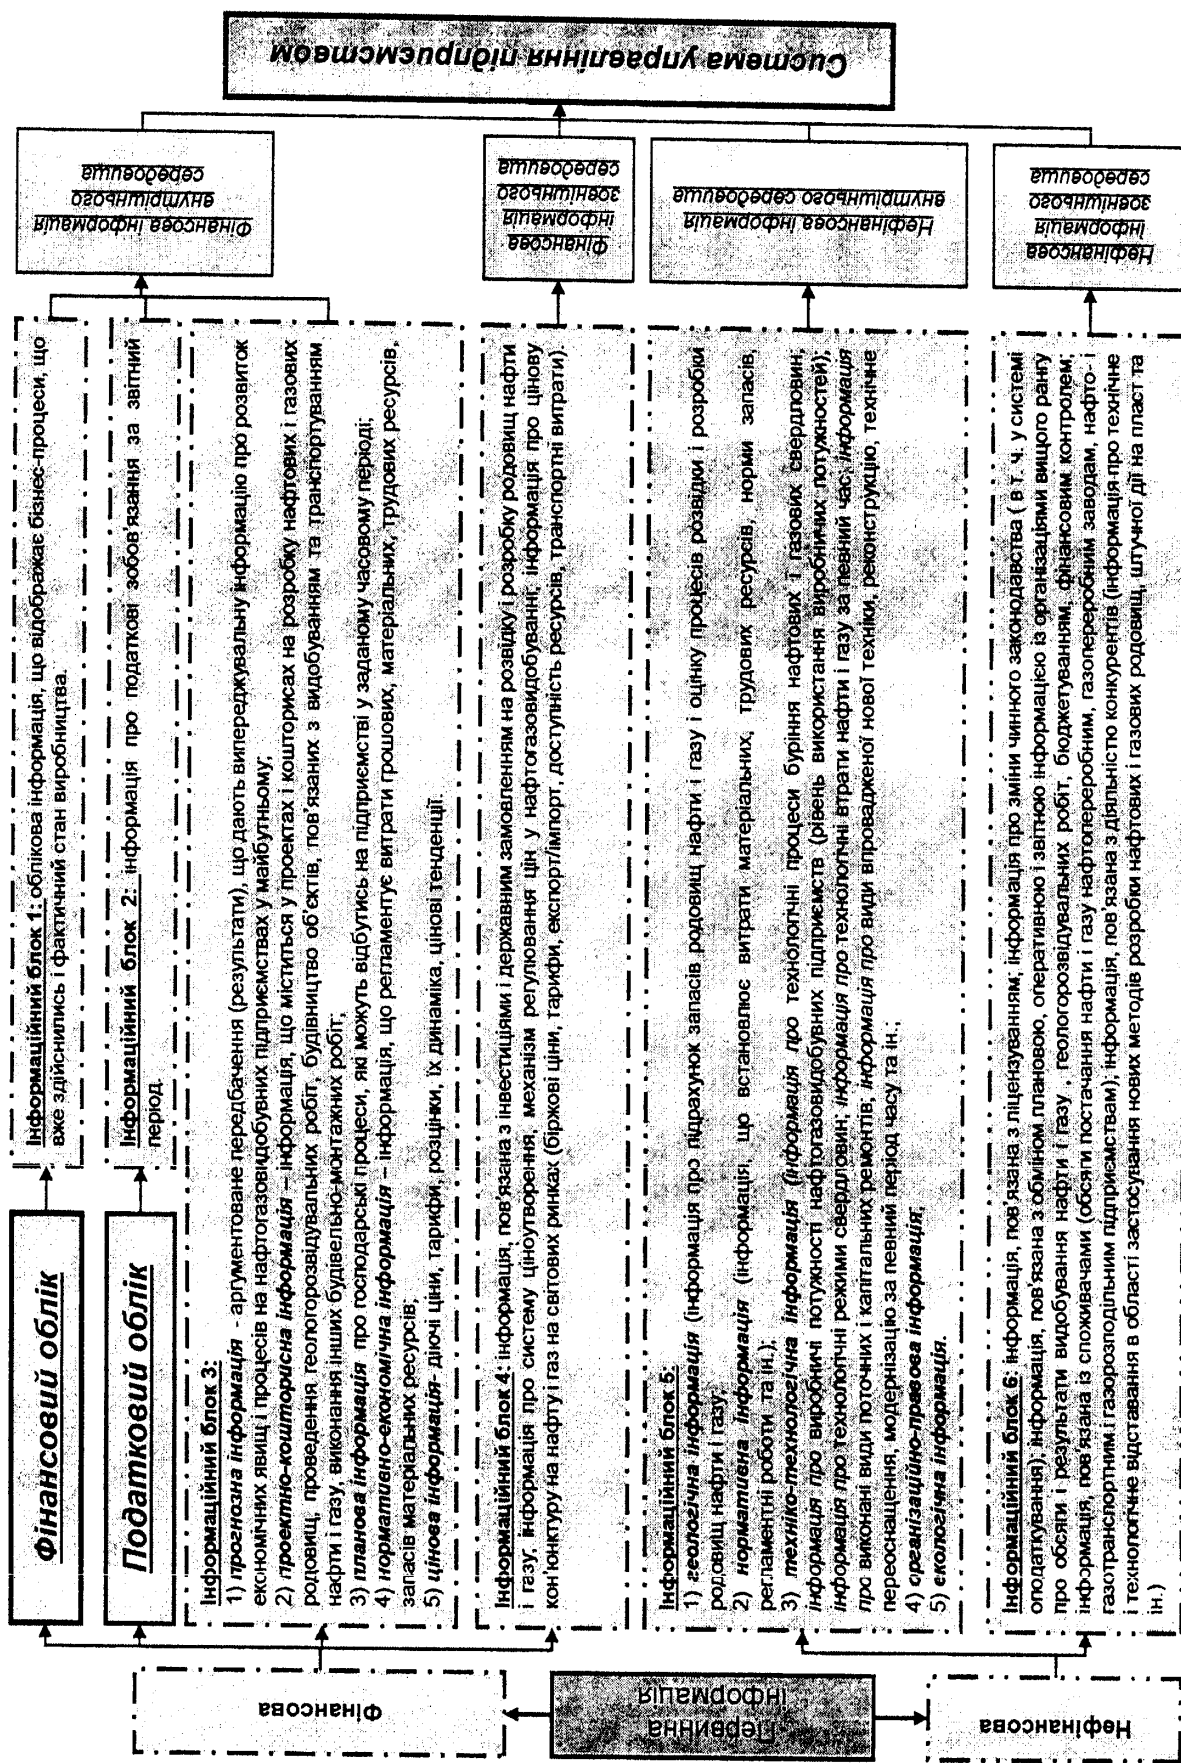 Первинна
інформація
Фінансова
Нефінансова
Фінансовий облік
Податковий облік
Інформаційний блок 1: облікова інформація, що відображає бізнес-процеси, що
вже здійснились і фактичний стан виробництва.
Інформаційний блок 2: інформація про податкові зобов'язання за звітний
період.
Інформаційний блок 3:
1) прогнозна інформація - аргументоване передбачення (результати), що дають випереджувальну інформацію про розвиток
економічних явищ і процесів на нафтогазовидобувних підприємствах у майбутньому;
2) проектно-кошторисна інформація – інформація, що міститься у проектах і кошторисах на розробку нафтових і газових
родовищ, проведення геологорозвідувальних робіт, будівництво об'єктів, пов'язаних з видобуванням та транспортуванням
нафти і газу, виконання інших будівельно-монтажних робіт;
3) планова інформація про господарські процеси, які можуть відбутись на підприємстві у заданому часовому періоді;
4) нормативно-економічна інформація – інформація, що регламентує витрати грошових, матеріальних, трудових ресурсів,
запасів матеріальних ресурсів;
5) цінова інформація- діючі ціни, тарифи, розцінки, їх динаміка, цінові тенденції.
Інформаційний блок 4: інформація, пов'язана з інвестиціями і державним замовленням на розвідку і розробку родовищ нафти
і газу; інформація про систему ціноутворення, механізм регулювання цін у нафтогазовидобуванні; інформація про цінову
кон'юнктуру на нафту і газ на світових ринках (біржові ціни, тарифи, експорт/імпорт, доступність ресурсів, транспортні витрати).
Інформаційний блок 5:
1) геологічна інформація (інформація про підрахунок запасів родовищ нафти і газу і оцінку процесів розвідки і розробки
родовищ нафти і газу;
2) нормативна інформація (інформація, що встановлює витрати матеріальних, трудових ресурсів, норми запасів,
регламентні роботи та ін.);
3) техніко-технологічна інформація (інформація про технологічні процеси буріння нафтових і газових свердловин;
інформація про виробничі потужності нафтогазовидобувних підприємств (рівень використання виробничих потужностей);
інформація про технологічні режими свердловин; інформація про технологічні втрати нафти і газу за певний час; інформація
про виконані види поточних і капітальних ремонтів; інформація про види впровадженої нової техніки, реконструкцію, технічне
переоснащення, модернізацію за певний період часу та ін.;
4) організаційно-правова інформація;
5) екологічна інформація.
Інформаційний блок 6: інформація, пов'язана з ліцензуванням; інформація про зміни чинного законодавства ( в т. ч. у системі
оподаткування); інформація, пов'язана з обміном плановою, оперативною і звітною інформацією із організаціями вищого рангу
про обсяги і результати видобування нафти і газу , геологорозвідувальних робіт, бюджетуванням, фінансовим контролем;
інформація, пов'язана із споживачами (обсяги постачання нафти і газу нафтопереробним, газопереробним заводам, нафто- і
газотранспортним і газорозподільним підприємствам); інформація, пов'язана з діяльністю конкурентів (інформація про технічне
і технологічне відставання в області застосування нових методів розробки нафтових і газових родовищ, штучної дії на пласт та
ін.)
Фінансова інформація
внутрішнього
середовища
Фінансова
інформація
зовнішнього
середовища
Нефінансова інформація
внутрішнього середовища
Нефінансова
інформація
зовнішнього
середовища
Система управління підприємством